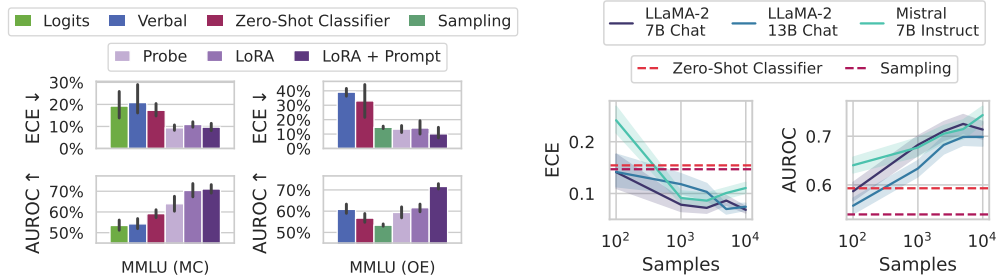 Logits Verbal Zero-Shot Classifier Sampling
Probe LoRA LoRA + Prompt
ECE ↓
30%
20%
10%
0%
ECE ↓
40%
30%
20%
10%
0%
AUROC ↑
70%
60%
50%
MMLU (MC)
AUROC ↑
70%
60%
50%
MMLU (OE)
LLaMA-2 7B Chat
LLaMA-2 13B Chat
Mistral 7B Instruct
Zero-Shot Classifier Sampling
ECE
0.2
0.1
10² 10³ 10⁴
Samples
AUROC
0.7
0.6
10² 10³ 10⁴
Samples